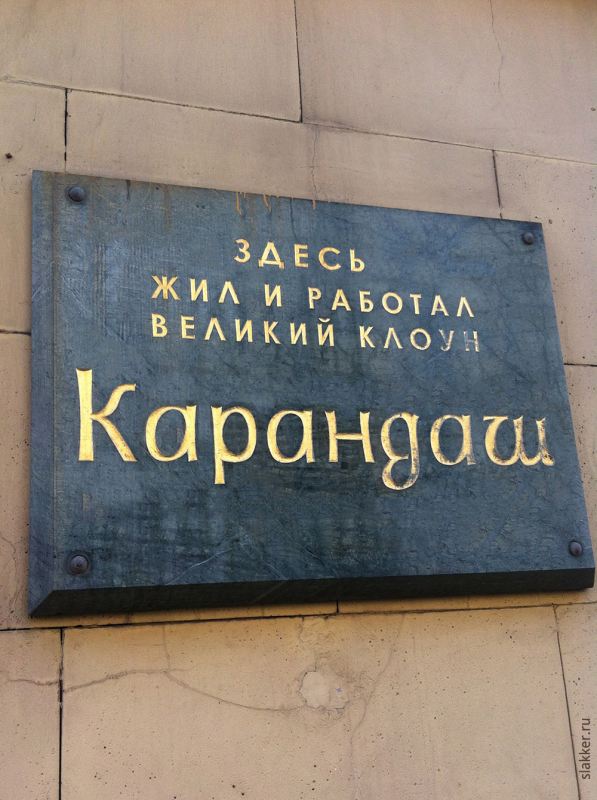 ЗДЕСЬ
ЖИЛ И РАБОТАЛ
ВЕЛИКИЙ КЛОУН
Карандаш
slakker.ru